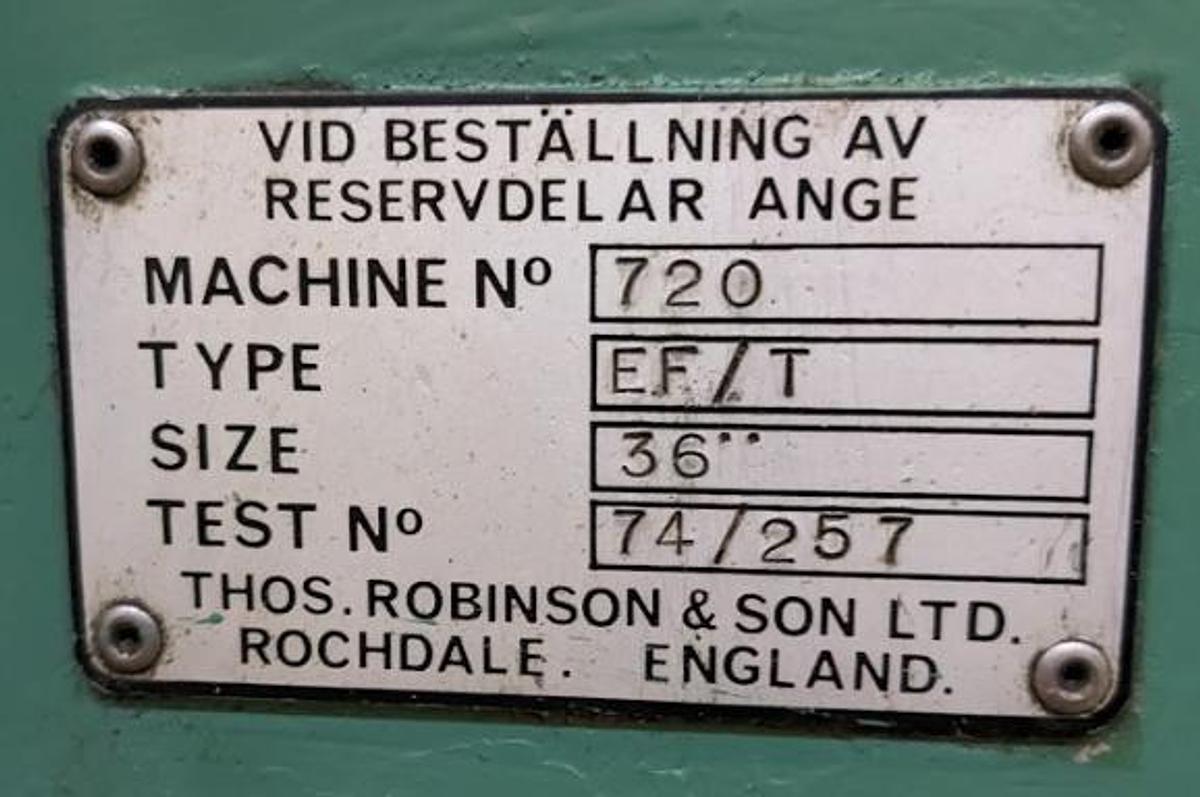 VID BESTÄLLNING AV
RESERVDELAR ANGE
MACHINE Nº 720
TYPE EF/T
SIZE 36"
TEST Nº 74/257
THOS. ROBINSON & SON LTD.
ROCHDALE. ENGLAND.